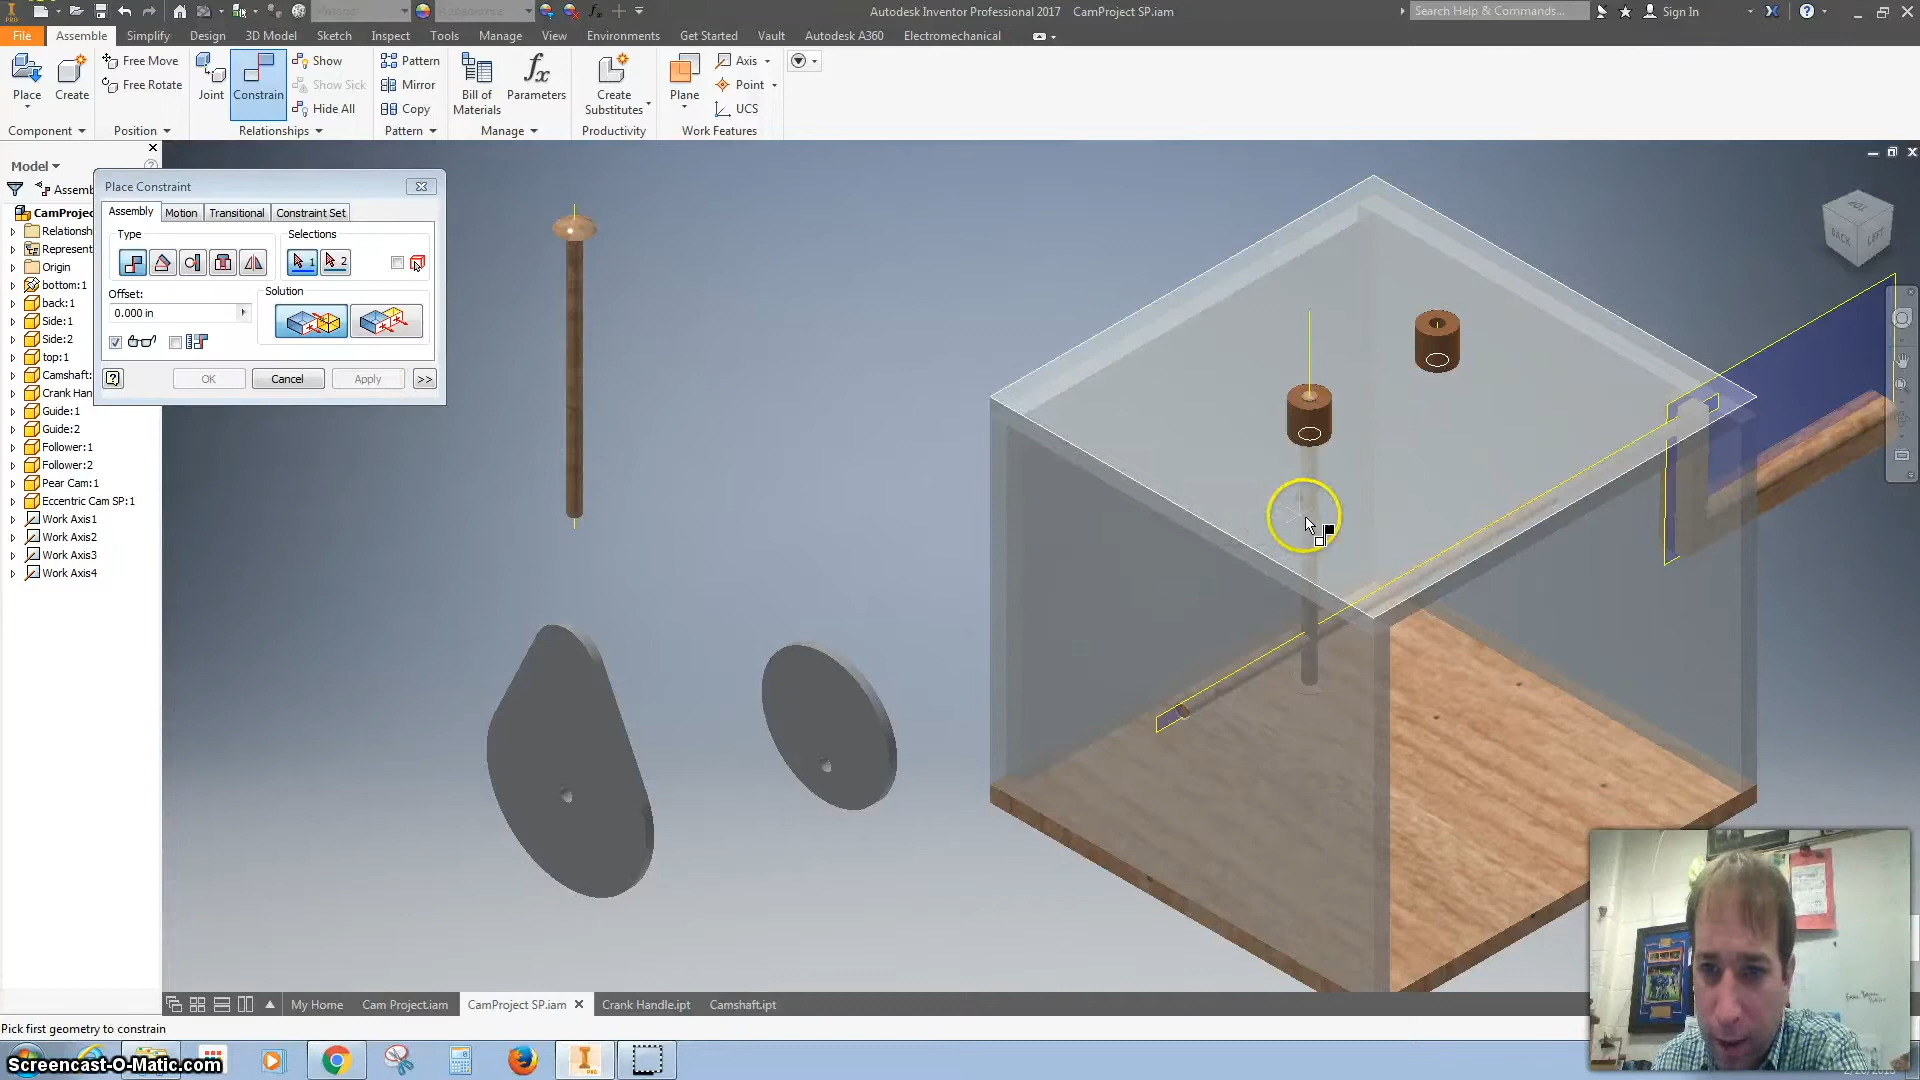 Autodesk Inventor Professional 2017 CamProject SP.iam
Search Help & Commands...
Sign In
File Assemble Simplify Design 3D Model Sketch Inspect Tools Manage View Environments Get Started Vault Autodesk A360 Electromechanical
Place
Create
Free Move
Free Rotate
Joint
Constrain
Show
Show Sick
Hide All
Pattern
Mirror
Copy
Bill of Materials
Parameters
Create Substitutes
Plane
Axis
Point
UCS
Component Position Relationships Pattern Manage Productivity Work Features
Model
Assemb
CamProjec
Relationsh
Represent
Origin
bottom:1
back:1
Side:1
Side:2
top:1
Camshaft:
Crank Han
Guide:1
Guide:2
Follower:1
Follower:2
Pear Cam:1
Eccentric Cam SP:1
Work Axis1
Work Axis2
Work Axis3
Work Axis4
Place Constraint
Assembly Motion Transitional Constraint Set
Type
Selections
1 2
Offset:
0.000 in
Solution
OK Cancel Apply >>
LEFT
BACK
TOP
My Home Cam Project.iam CamProject SP.iam Crank Handle.ipt Camshaft.ipt
Pick first geometry to constrain
Screencast-O-Matic.com